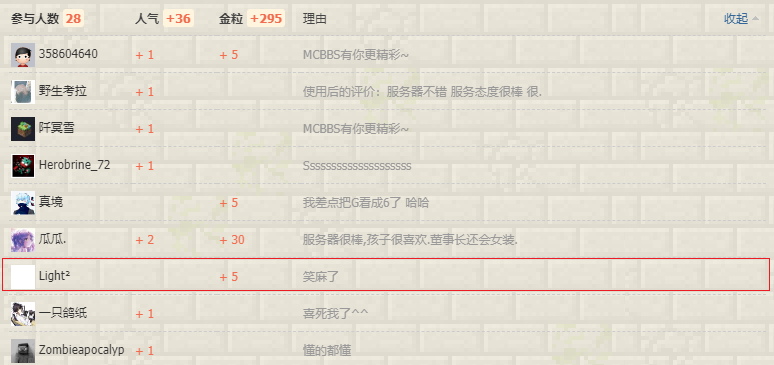 参与人数 28 人气 +36 金粒 +295 理由 收起
358604640 + 1 + 5 MCBBS有你更精彩~
野生考拉 + 1 使用后的评价：服务器不错 服务态度很棒 很.
阡冥雪 + 1 MCBBS有你更精彩~
Herobrine_72 + 1 Ssssssssssssssssssss
真境 + 5 我差点把G看成6了 哈哈
瓜瓜. + 2 + 30 服务器很棒,孩子很喜欢.董事长还会女装.
Light² + 5 笑麻了
一只鸽纸 + 1 喜死我了^^
Zombieapocalyp + 1 懂的都懂